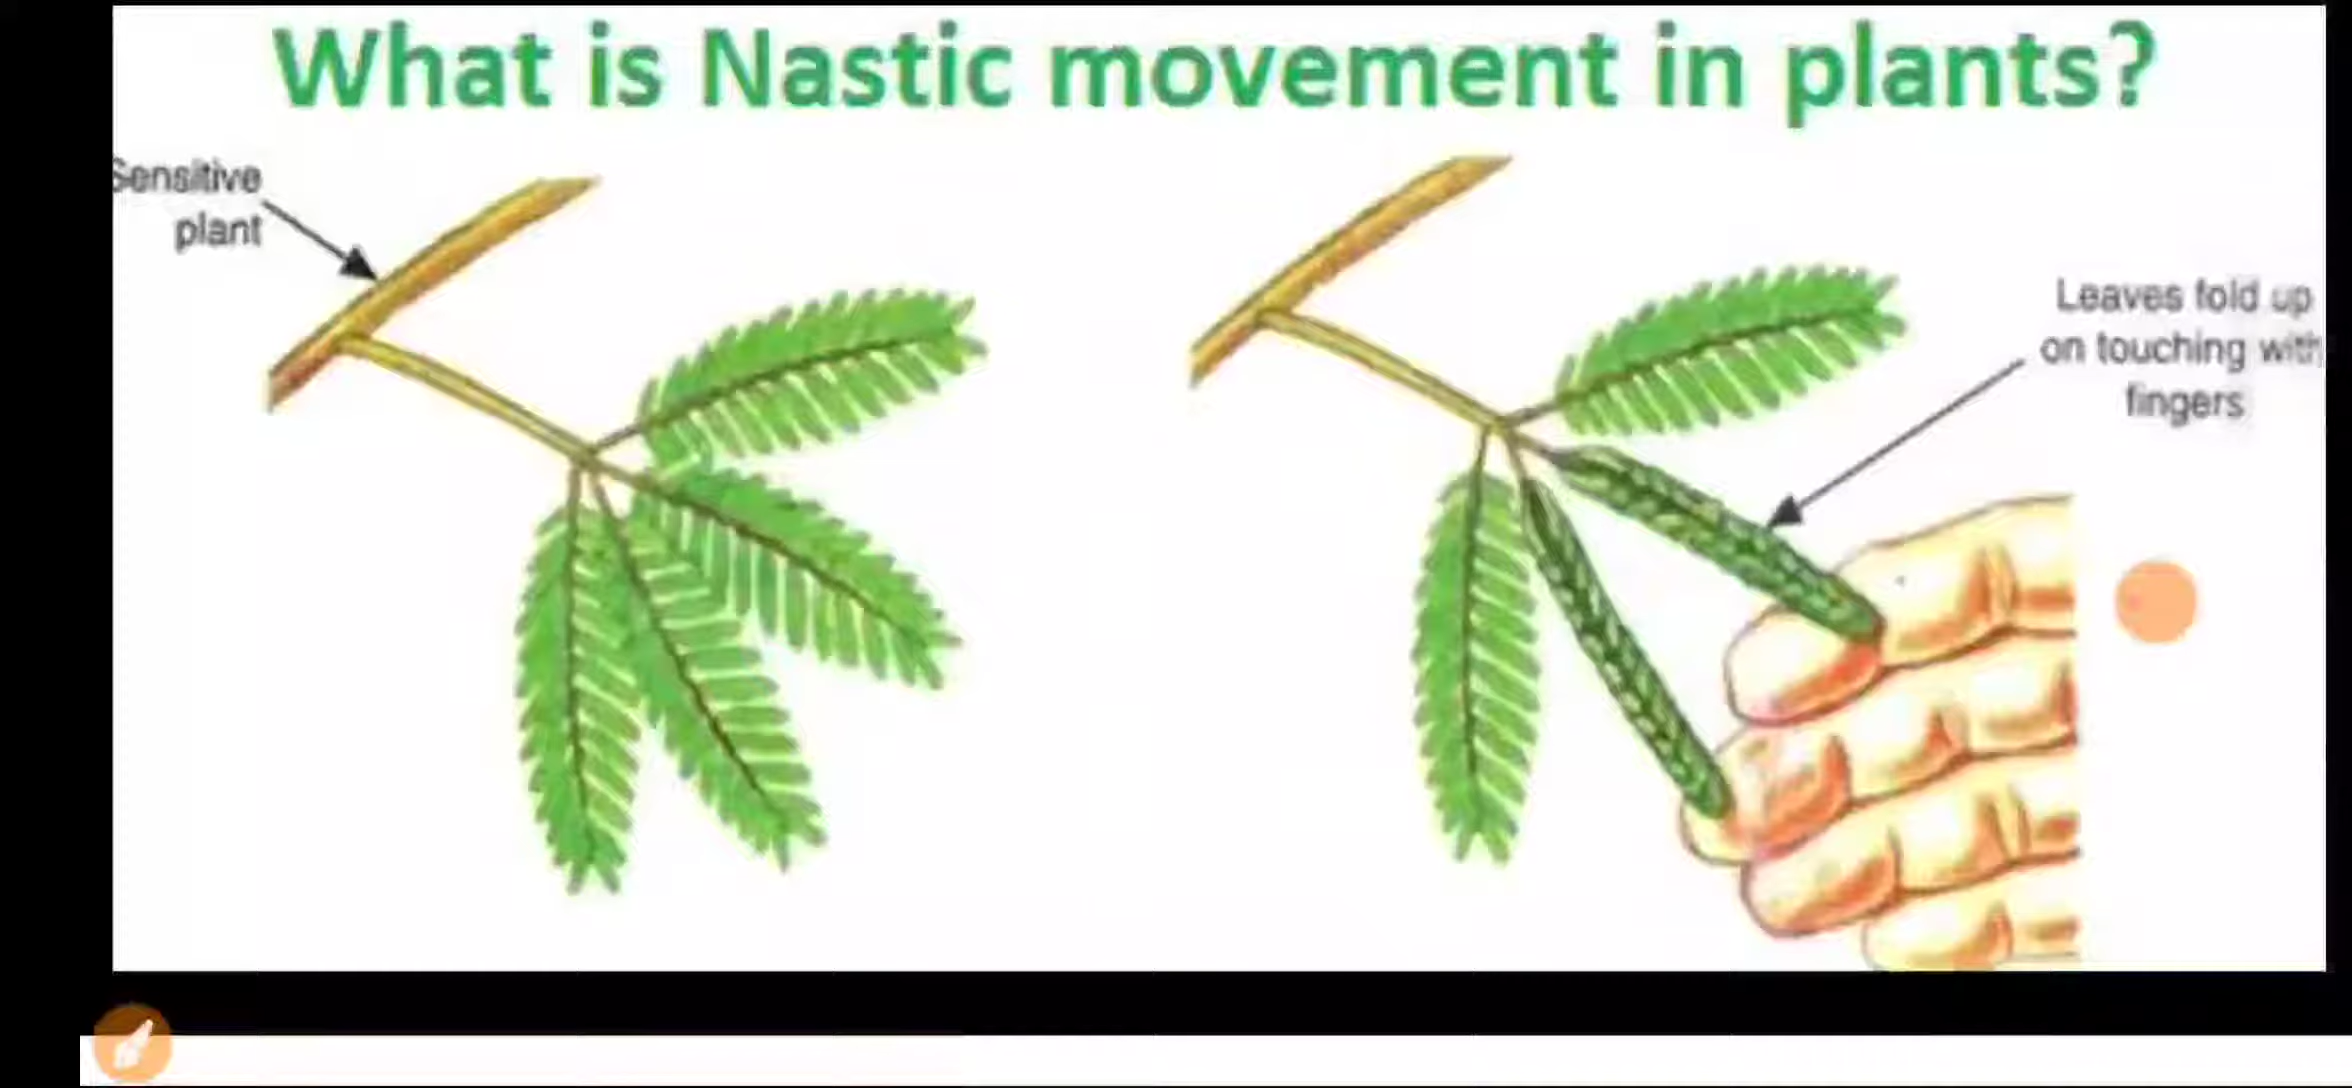 What is Nastic movement in plants?
Sensitive
plant
Leaves fold up
on touching with
fingers